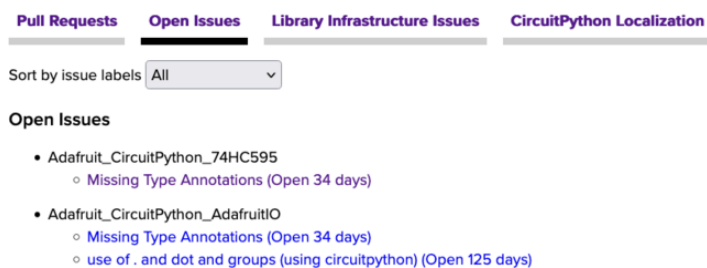 Pull Requests Open Issues Library Infrastructure Issues CircuitPython Localization
Sort by issue labels All
Open Issues
Adafruit_CircuitPython_74HC595
Missing Type Annotations (Open 34 days)
Adafruit_CircuitPython_AdafruitIO
Missing Type Annotations (Open 34 days)
use of . and dot and groups (using circuitpython) (Open 125 days)